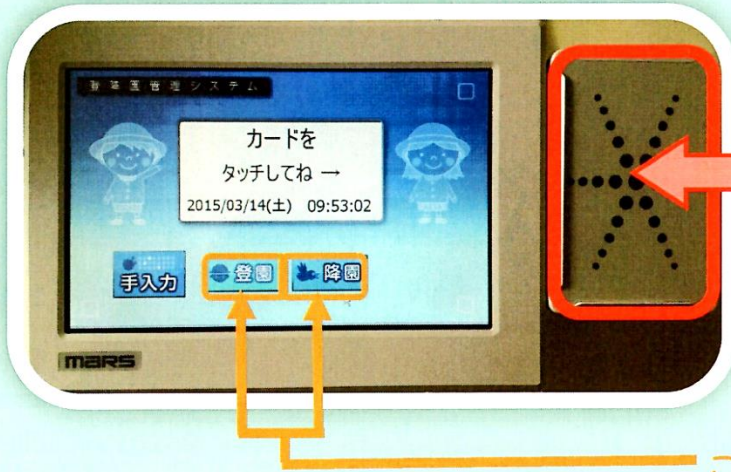 登降園管理システム
カードを
タッチしてね →
2015/03/14(土) 09:53:02
手入力
登園
降園
mars